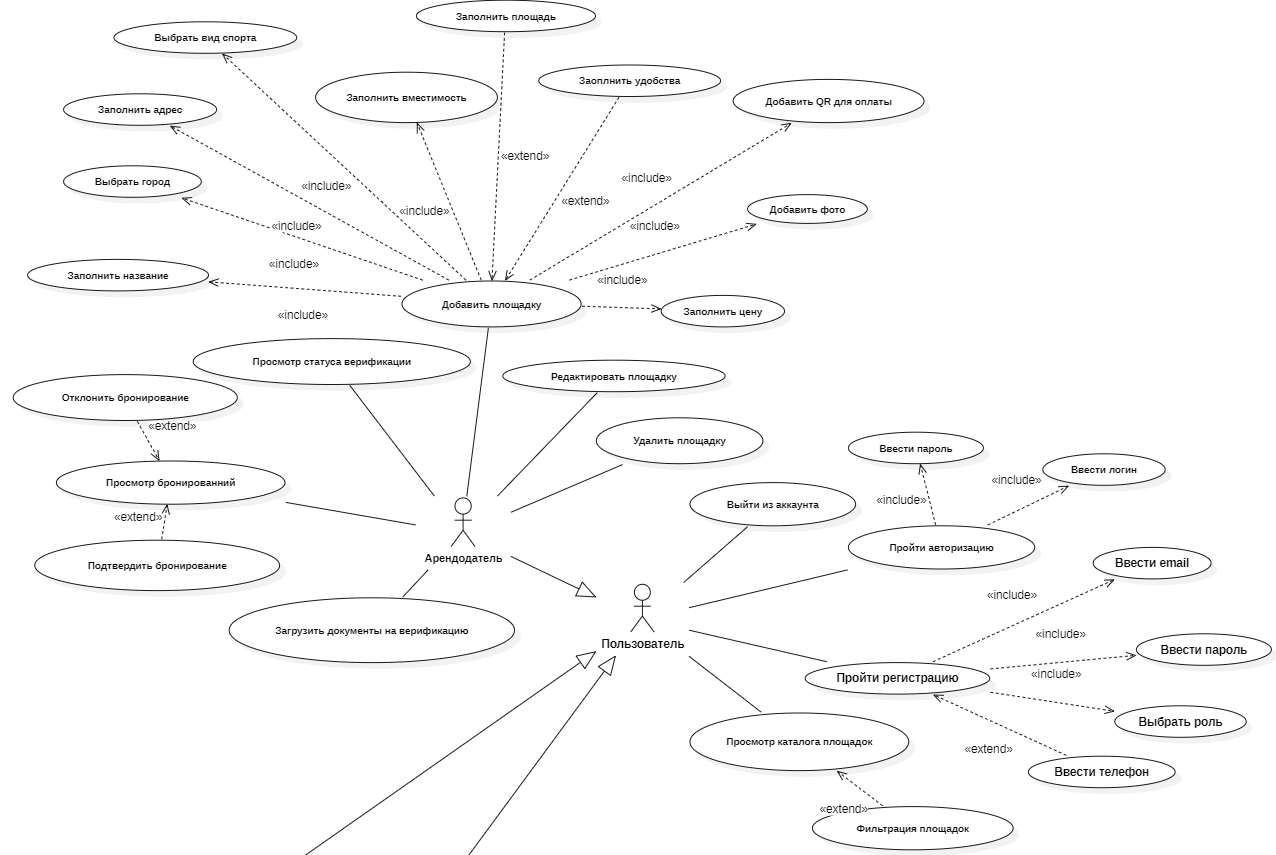 Заполнить площадь
Выбрать вид спорта
Заоплнить удобства
Заполнить вместимость
Добавить QR для оплаты
Заполнить адрес
«extend»
Выбрать город
«include»
«include»
«extend»
«include»
Добавить фото
«include»
«include»
«include»
Заполнить название
«include»
Добавить площадку
Заполнить цену
«include»
Просмотр статуса верификации
Редактировать площадку
Отклонить бронирование
«extend»
Удалить площадку
Ввести пароль
Ввести логин
Просмотр бронированний
«include»
«include»
Выйти из аккаунта
«extend»
Пройти авторизацию
Арендодатель
Подтвердить бронирование
Ввести email
«include»
Загрузить документы на верификацию
«include»
Пользователь
Ввести пароль
«include»
Пройти регистрацию
Выбрать роль
Просмотр каталога площадок
«extend»
Ввести телефон
«extend»
Фильтрация площадок